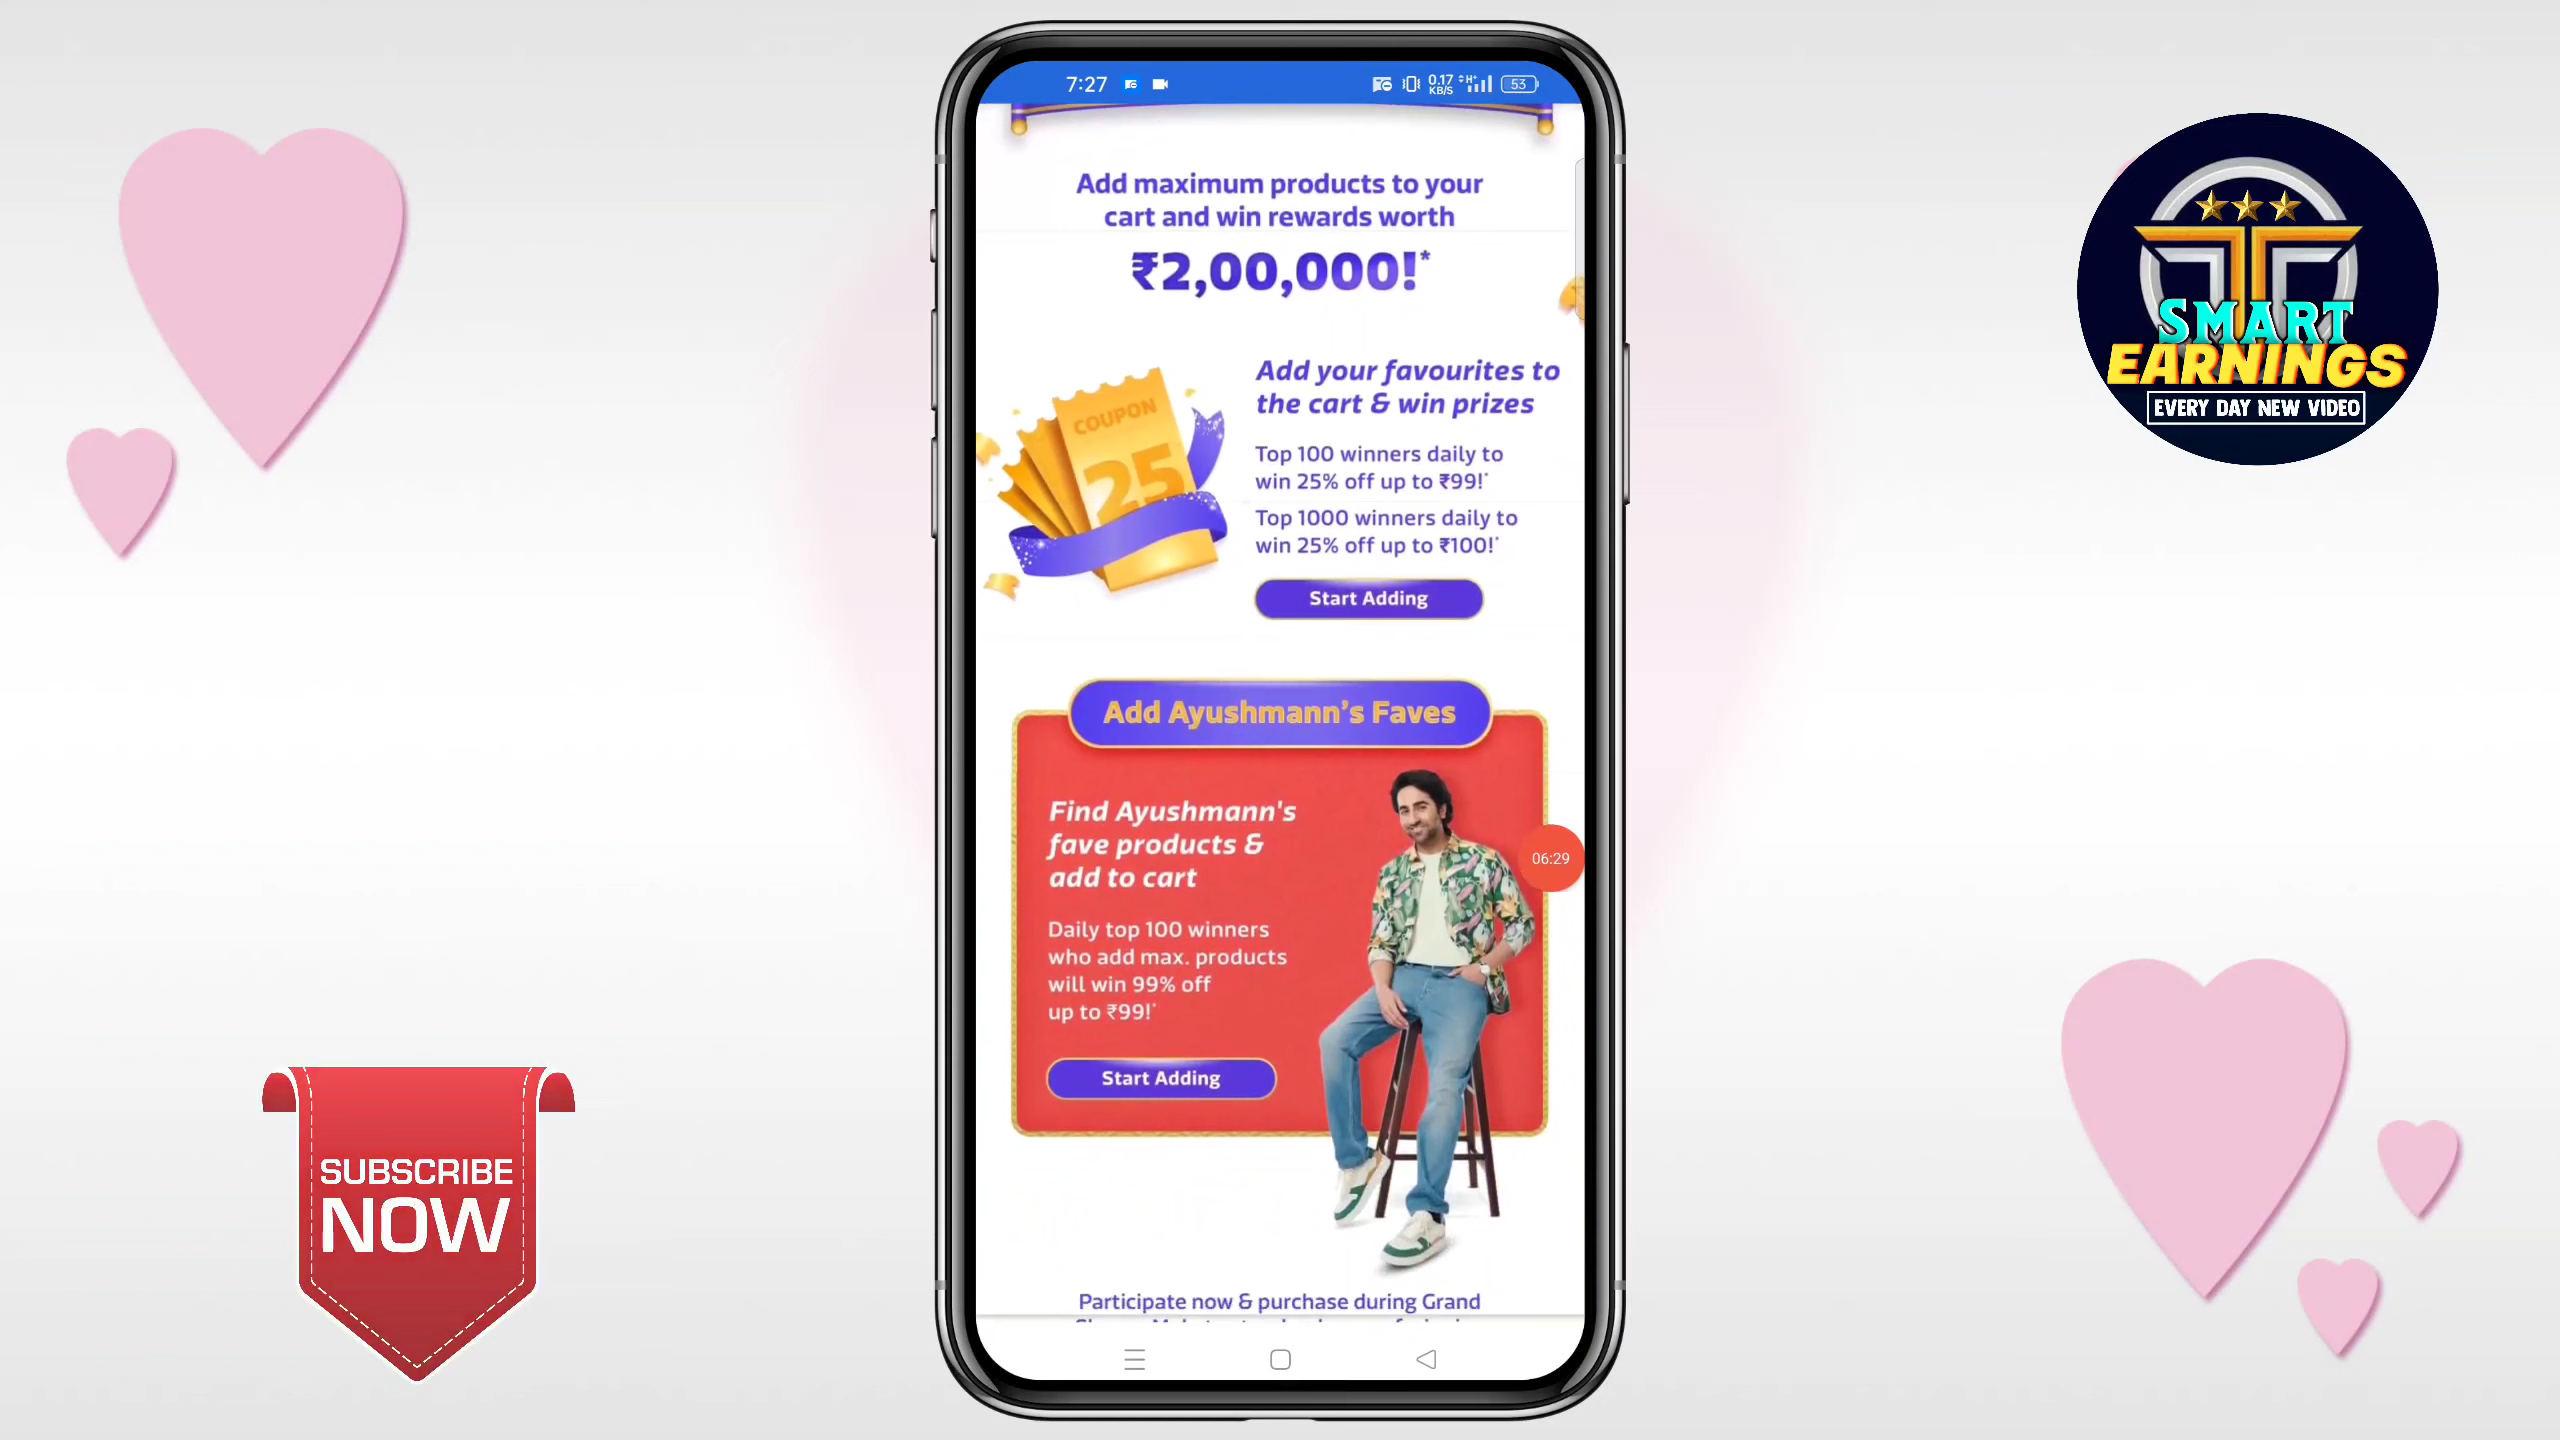 7:27
0.17
KB/S
H+
53
Add maximum products to your
cart and win rewards worth
₹2,00,000!*
COUPON
25
Add your favourites to
the cart & win prizes
Top 100 winners daily to
win 25% off up to ₹99!*
Top 1000 winners daily to
win 25% off up to ₹100!*
Start Adding
Add Ayushmann's Faves
Find Ayushmann's
fave products &
add to cart
Daily top 100 winners
who add max. products
will win 99% off
up to ₹99!*
Start Adding
06:29
Participate now & purchase during Grand
SMART
EARNINGS
EVERY DAY NEW VIDEO
SUBSCRIBE
NOW